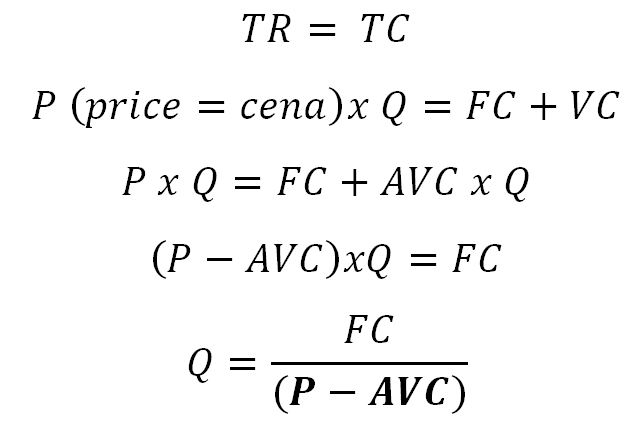 TR = TC
P (price = cena)x Q = FC + VC
P x Q = FC + AVC x Q
(P − AVC)xQ = FC
Q = FC / (P − AVC)